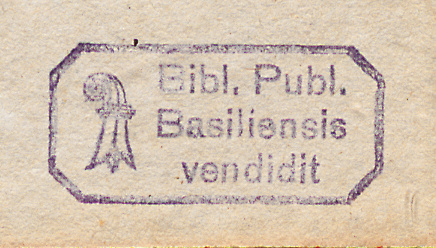 Bibl. Publ.
Basiliensis
vendidit